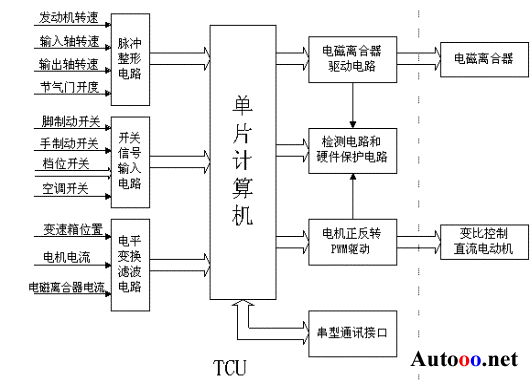 发动机转速
输入轴转速
输出轴转速
节气门开度
脉冲
整形
电路
脚制动开关
手制动开关
档位开关
空调开关
开关
信号
输入
电路
变速箱位置
电机电流
电磁离合器电流
电平
变换
滤波
电路
单片计算机
电磁离合器
驱动电路
电磁离合器
检测电路和
硬件保护电路
电机正反转
PWM驱动
变比控制
直流电动机
串型通讯接口
TCU
Autooo.net